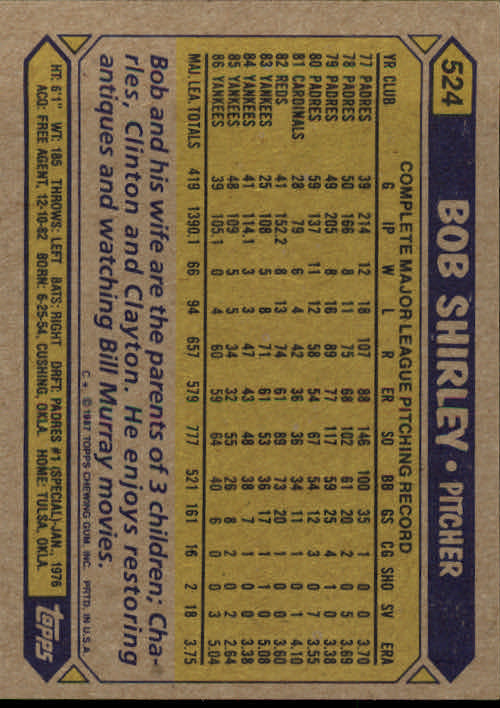 524
BOB SHIRLEY • PITCHER
COMPLETE MAJOR LEAGUE PITCHING RECORD
YR CLUB G IP W L R ER SO BB GS CG SHO SV ERA
77 PADRES 39 214 12 18 107 88 146 100 35 1 0 0 3.70
78 PADRES 50 166 8 11 75 68 102 61 20 2 0 5 3.69
79 PADRES 49 205 8 16 89 77 117 59 25 4 1 0 3.38
80 PADRES 59 137 11 12 58 54 67 54 12 3 0 7 3.55
81 CARDINALS 28 79 6 4 42 36 36 34 11 1 0 1 4.10
82 REDS 41 152.2 8 13 74 61 89 73 20 1 0 0 3.60
83 YANKEES 25 108 5 8 71 61 53 36 17 1 1 0 5.08
84 YANKEES 41 114.1 3 3 47 43 48 38 7 1 0 0 3.38
85 YANKEES 48 109 5 5 34 32 55 26 8 2 0 2 2.64
86 YANKEES 39 105.1 0 4 60 59 64 40 6 0 0 3 5.04
MAJ. LEA. TOTALS 419 1390.1 66 94 657 579 777 521 161 16 2 18 3.75
Bob and his wife are the parents of 3 children; Cha-
rles, Clinton and Clayton. He enjoys restoring
antiques and watching Bill Murray movies.
C * © 1987 TOPPS CHEWING GUM, INC. PRTD. IN U.S.A.
HT: 6'1" WT: 185 THROWS: LEFT BATS: RIGHT DRFT: PADRES #1 (SPECIAL)-JAN., 1976
ACQ: FREE AGENT, 12-10-82 BORN: 6-25-54, CUSHING, OKLA. HOME: TULSA, OKLA.
topps